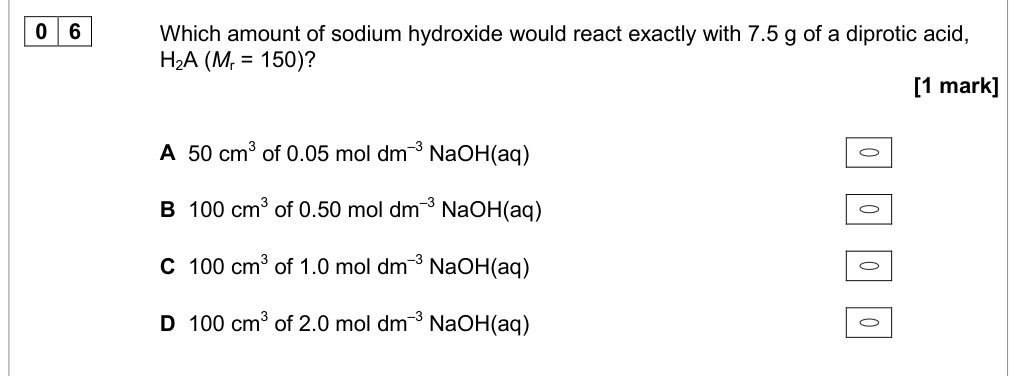 0 6 Which amount of sodium hydroxide would react exactly with 7.5 g of a diprotic acid,
H₂A (Mᵣ = 150)?
[1 mark]
A 50 cm³ of 0.05 mol dm⁻³ NaOH(aq)
B 100 cm³ of 0.50 mol dm⁻³ NaOH(aq)
C 100 cm³ of 1.0 mol dm⁻³ NaOH(aq)
D 100 cm³ of 2.0 mol dm⁻³ NaOH(aq)